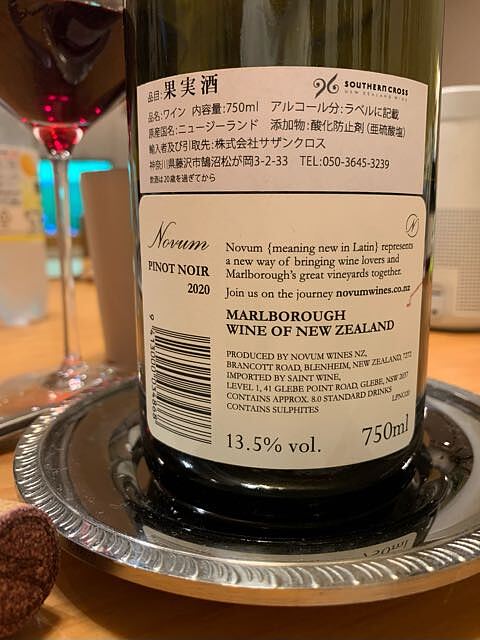 品目:果実酒
SOUTHERN CROSS
NEW ZEALAND WINE
品名:ワイン 内容量:750ml アルコール分:ラベルに記載
原産国名:ニュージーランド 添加物:酸化防止剤(亜硫酸塩)
輸入者及び引取先:株式会社サザンクロス
神奈川県藤沢市鵠沼松が岡3-2-33 TEL:050-3645-3239
飲酒は20歳を過ぎてから
Novum
PINOT NOIR
2020
N
Novum {meaning new in Latin} represents
a new way of bringing wine lovers and
Marlborough's great vineyards together.
Join us on the journey novumwines.co.nz
MARLBOROUGH
WINE OF NEW ZEALAND
PRODUCED BY NOVUM WINES NZ,
BRANCOTT ROAD, BLENHEIM, NEW ZEALAND, 7272
IMPORTED BY SAINT WINE,
LEVEL 1, 41 GLEBE POINT ROAD, GLEBE, NSW 2037
CONTAINS APPROX. 8.0 STANDARD DRINKS
CONTAINS SULPHITES
13.5% vol.
750ml